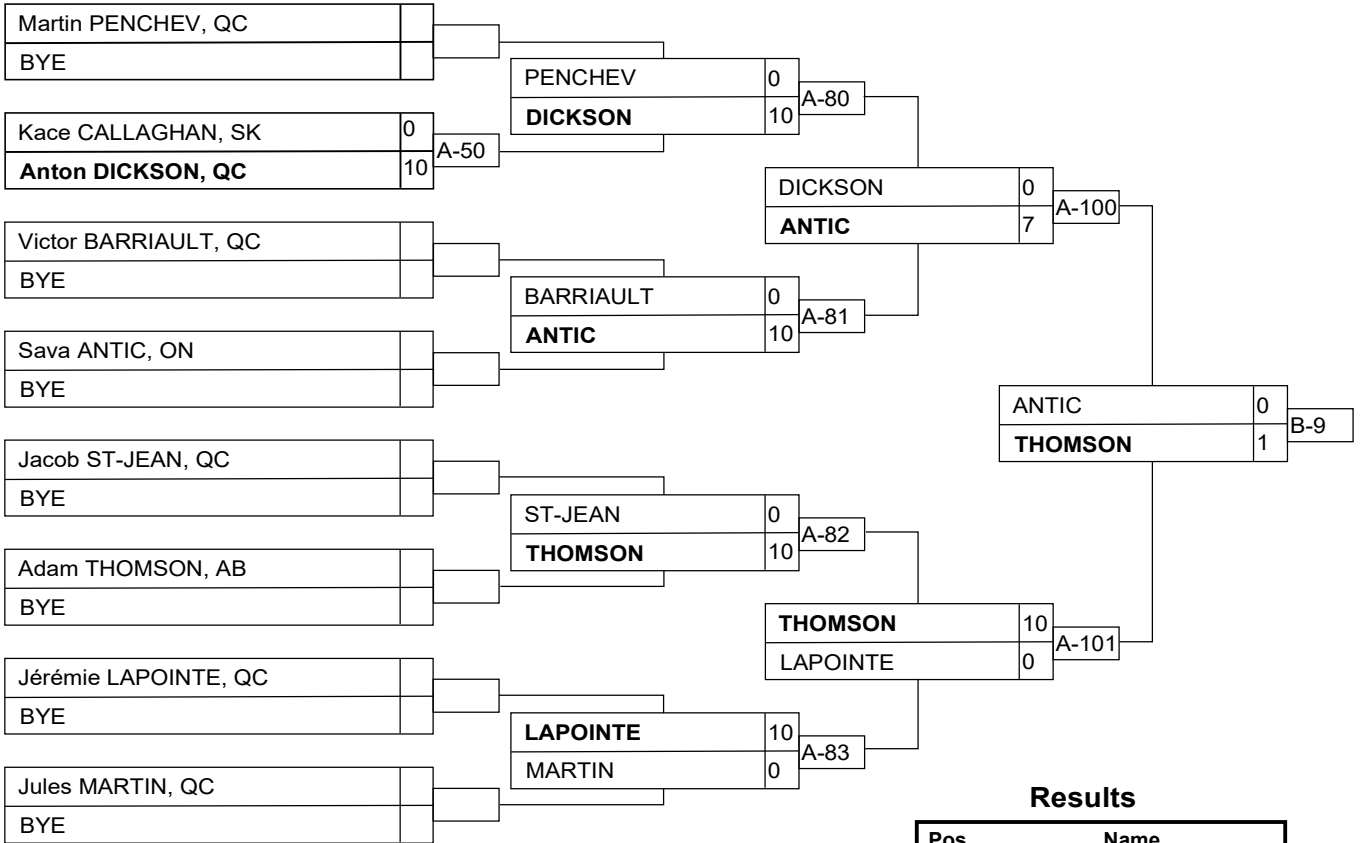 Martin PENCHEV, QC
BYE
Kace CALLAGHAN, SK 0
Anton DICKSON, QC 10
A-50
Victor BARRIAULT, QC
BYE
Sava ANTIC, ON
BYE
Jacob ST-JEAN, QC
BYE
Adam THOMSON, AB
BYE
Jérémie LAPOINTE, QC
BYE
Jules MARTIN, QC
BYE
PENCHEV 0
DICKSON 10
A-80
BARRIAULT 0
ANTIC 10
A-81
ST-JEAN 0
THOMSON 10
A-82
LAPOINTE 10
MARTIN 0
A-83
DICKSON 0
ANTIC 7
A-100
THOMSON 10
LAPOINTE 0
A-101
ANTIC 0
THOMSON 1
B-9
Results
Pos Name